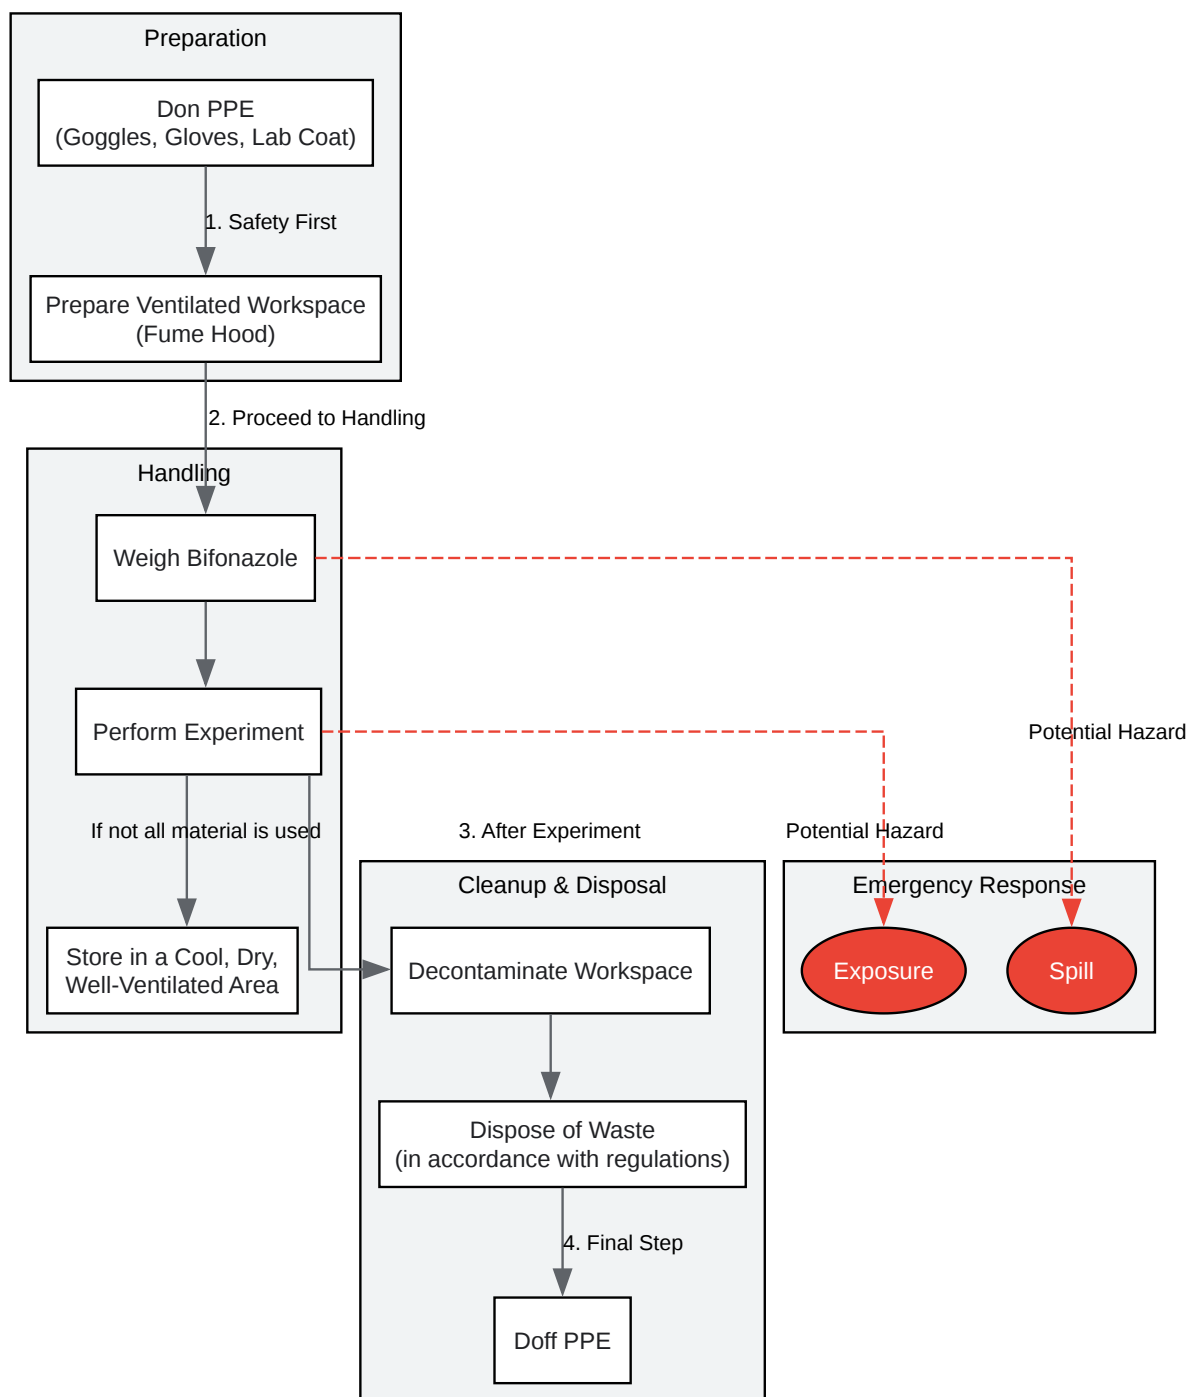 Preparation
Don PPE
(Goggles, Gloves, Lab Coat)
1. Safety First
Prepare Ventilated Workspace
(Fume Hood)
2. Proceed to Handling
Handling
Weigh Bifonazole
Perform Experiment
Potential Hazard
If not all material is used
3. After Experiment
Potential Hazard
Cleanup & Disposal
Emergency Response
Store in a Cool, Dry,
Well-Ventilated Area
Decontaminate Workspace
Exposure
Spill
Dispose of Waste
(in accordance with regulations)
4. Final Step
Doff PPE